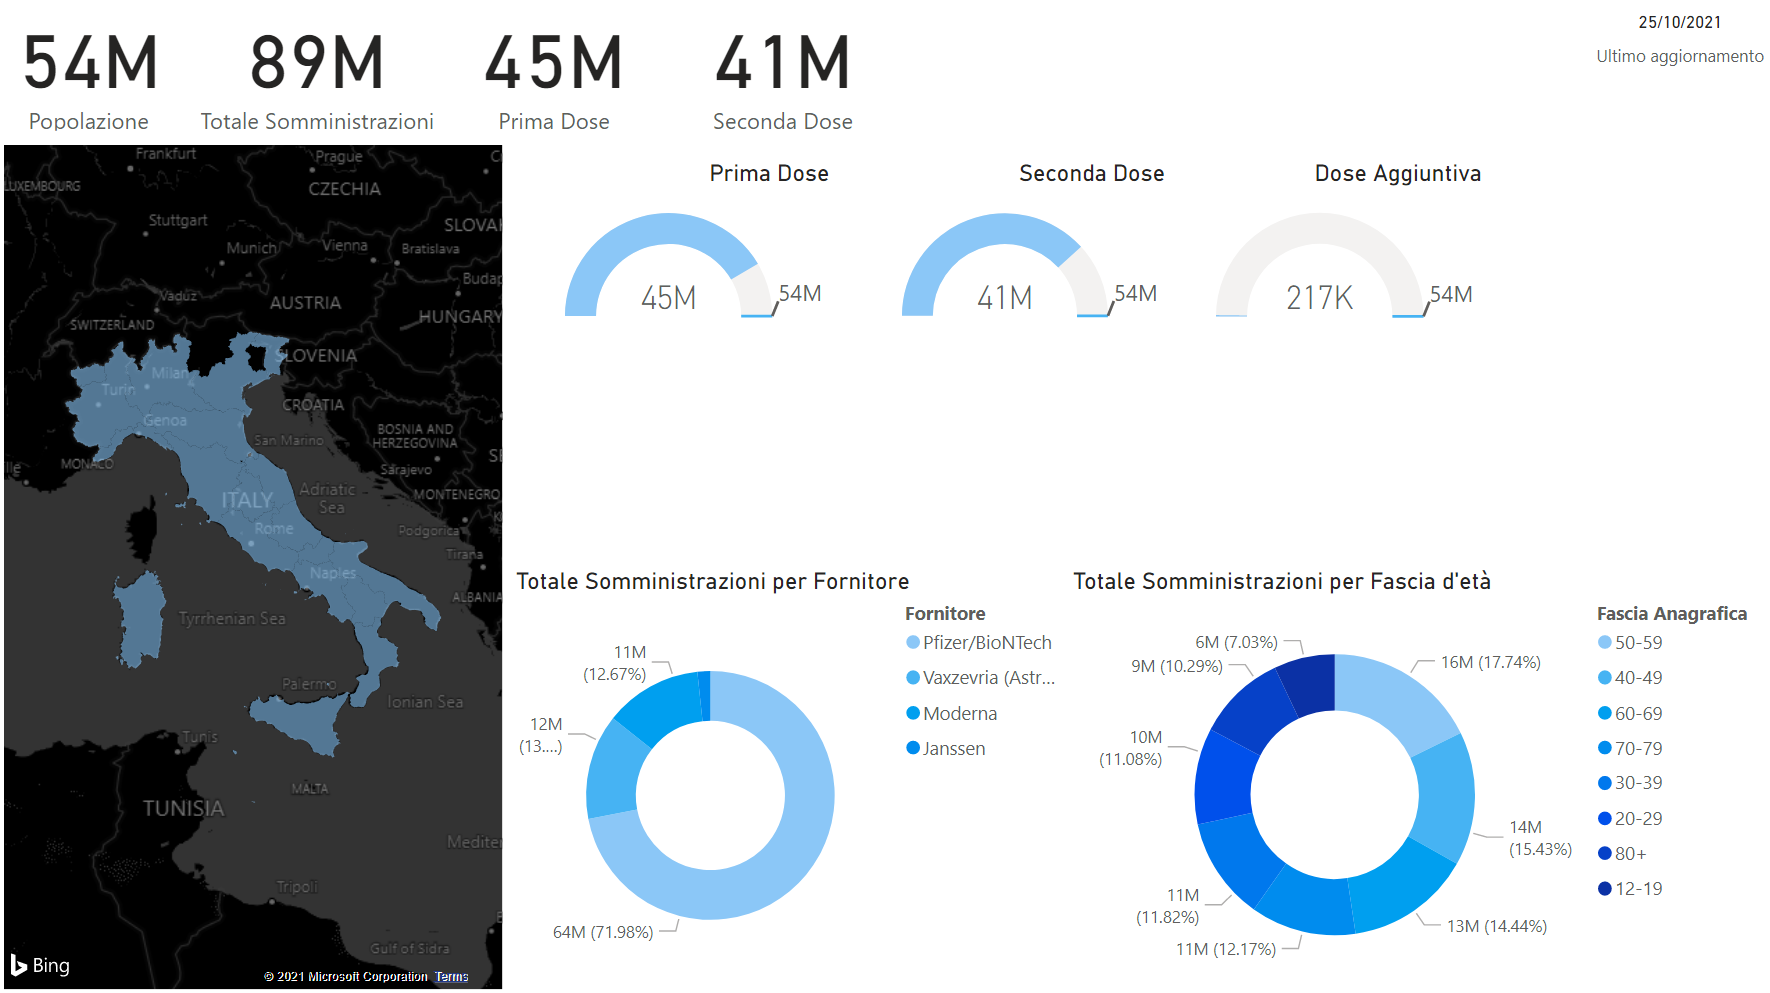 54M
Popolazione
89M
Totale Somministrazioni
45M
Prima Dose
41M
Seconda Dose
25/10/2021
Ultimo aggiornamento
Frankfurt
Prague
LUXEMBOURG
CZECHIA
Stuttgart
SLOVA
Munich
Vienna
Bratislava
Budap
Vaduz
AUSTRIA
SWITZERLAND
HUNGARY
SLOVENIA
Milan
Turin
CROATIA
Genoa
San Marino
BOSNIA AND
HERZEGOVINA
MONACO
Sarajevo
ITALY
Adriatic
Sea
MONTENEGRO
Rome
Podgorica
Tirana
Naples
ALBANIA
Tyrrhenian Sea
Palermo
Ionian Sea
Tunis
MALTA
TUNISIA
Mediter
Tripoli
Gulf of Sidra
Bing
© 2021 Microsoft Corporation Terms
Prima Dose
45M
54M
Seconda Dose
41M
54M
Dose Aggiuntiva
217K
54M
Totale Somministrazioni per Fornitore
11M
(12.67%)
12M
(13....)
64M (71.98%)
Fornitore
Pfizer/BioNTech
Vaxzevria (Astr...
Moderna
Janssen
Totale Somministrazioni per Fascia d'età
6M (7.03%)
9M (10.29%)
10M
(11.08%)
11M
(11.82%)
11M (12.17%)
16M (17.74%)
14M
(15.43%)
13M (14.44%)
Fascia Anagrafica
50-59
40-49
60-69
70-79
30-39
20-29
80+
12-19